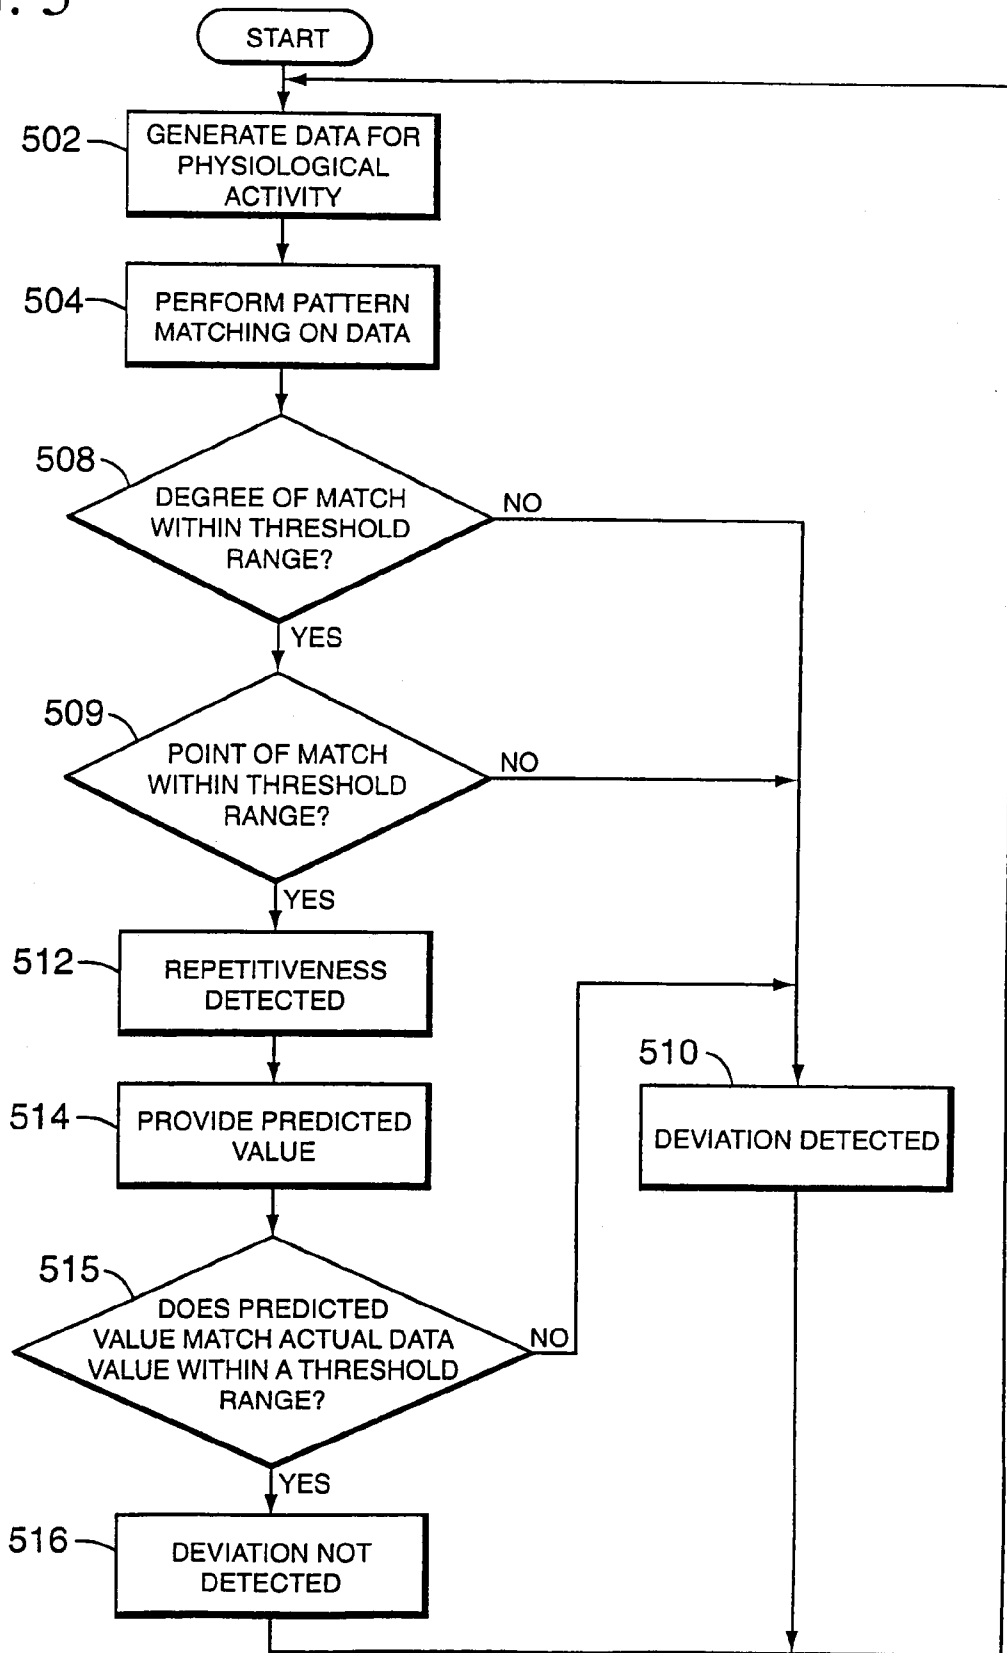 START
502
GENERATE DATA FOR
PHYSIOLOGICAL
ACTIVITY
504
PERFORM PATTERN
MATCHING ON DATA
508
DEGREE OF MATCH
WITHIN THRESHOLD
RANGE?
NO
YES
509
POINT OF MATCH
WITHIN THRESHOLD
RANGE?
NO
YES
512
REPETITIVENESS
DETECTED
510
DEVIATION DETECTED
514
PROVIDE PREDICTED
VALUE
515
DOES PREDICTED
VALUE MATCH ACTUAL DATA
VALUE WITHIN A THRESHOLD
RANGE?
NO
YES
516
DEVIATION NOT
DETECTED